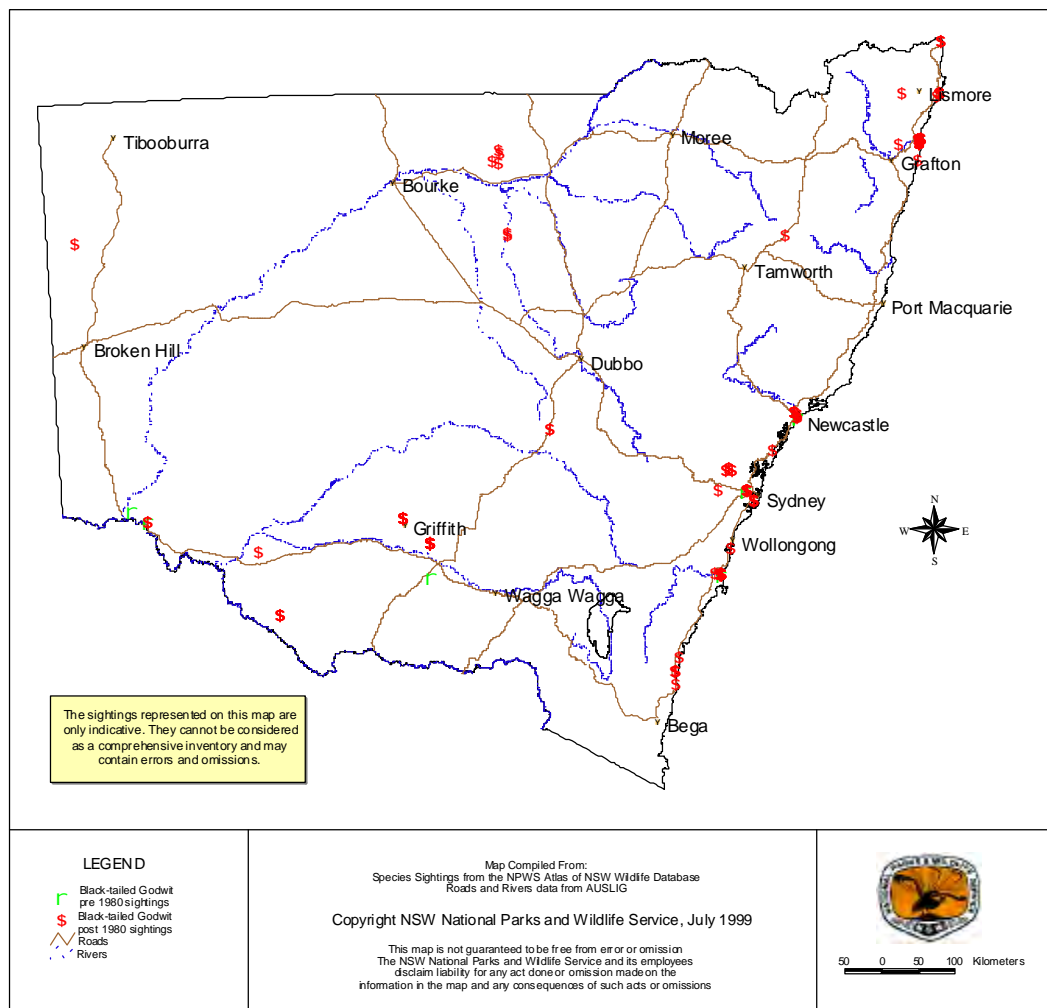 Tibooburra
Bourke
Moree
Lismore
Grafton
Tamworth
Port Macquarie
Broken Hill
Dubbo
Newcastle
Sydney
Griffith
Wollongong
Wagga Wagga
Bega
N
W E
S
The sightings represented on this map are
only indicative. They cannot be considered
as a comprehensive inventory and may
contain errors and omissions.
LEGEND
r Black-tailed Godwit
pre 1980 sightings
$ Black-tailed Godwit
post 1980 sightings
Roads
Rivers
Map Compiled From:
Species Sightings from the NPWS Atlas of NSW Wildlife Database
Roads and Rivers data from AUSLIG
Copyright NSW National Parks and Wildlife Service, July 1999
This map is not guaranteed to be free from error or omission
The NSW National Parks and Wildlife Service and its employees
disclaim liability for any act done or omission made on the
information in the map and any consequences of such acts or omissions
50 0 50 100 Kilometers